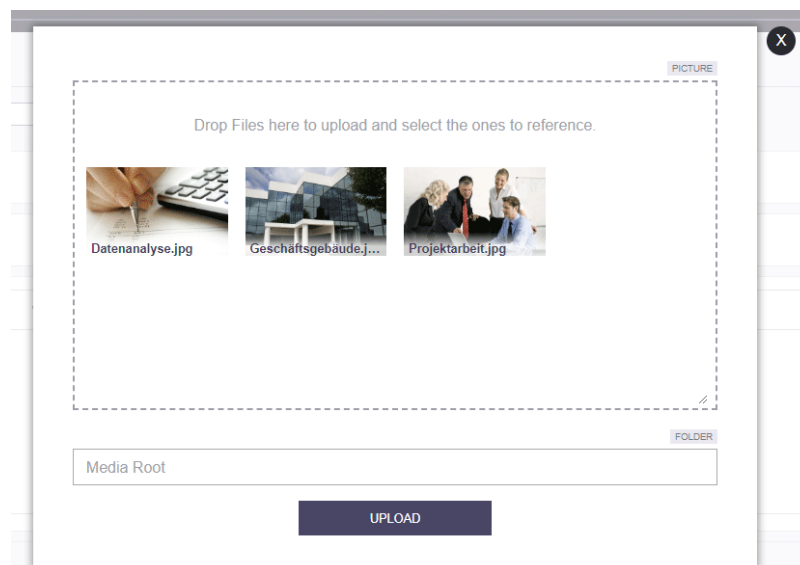 X
PICTURE
Drop Files here to upload and select the ones to reference.
Datenanalyse.jpg
Geschäftsgebäude.j...
Projektarbeit.jpg
FOLDER
Media Root
UPLOAD